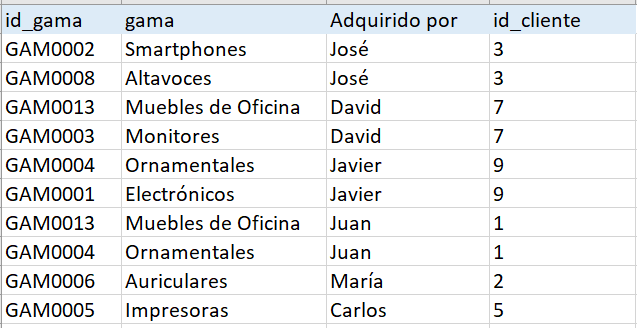 id_gama gama Adquirido por id_cliente
GAM0002 Smartphones José 3
GAM0008 Altavoces José 3
GAM0013 Muebles de Oficina David 7
GAM0003 Monitores David 7
GAM0004 Ornamentales Javier 9
GAM0001 Electrónicos Javier 9
GAM0013 Muebles de Oficina Juan 1
GAM0004 Ornamentales Juan 1
GAM0006 Auriculares María 2
GAM0005 Impresoras Carlos 5